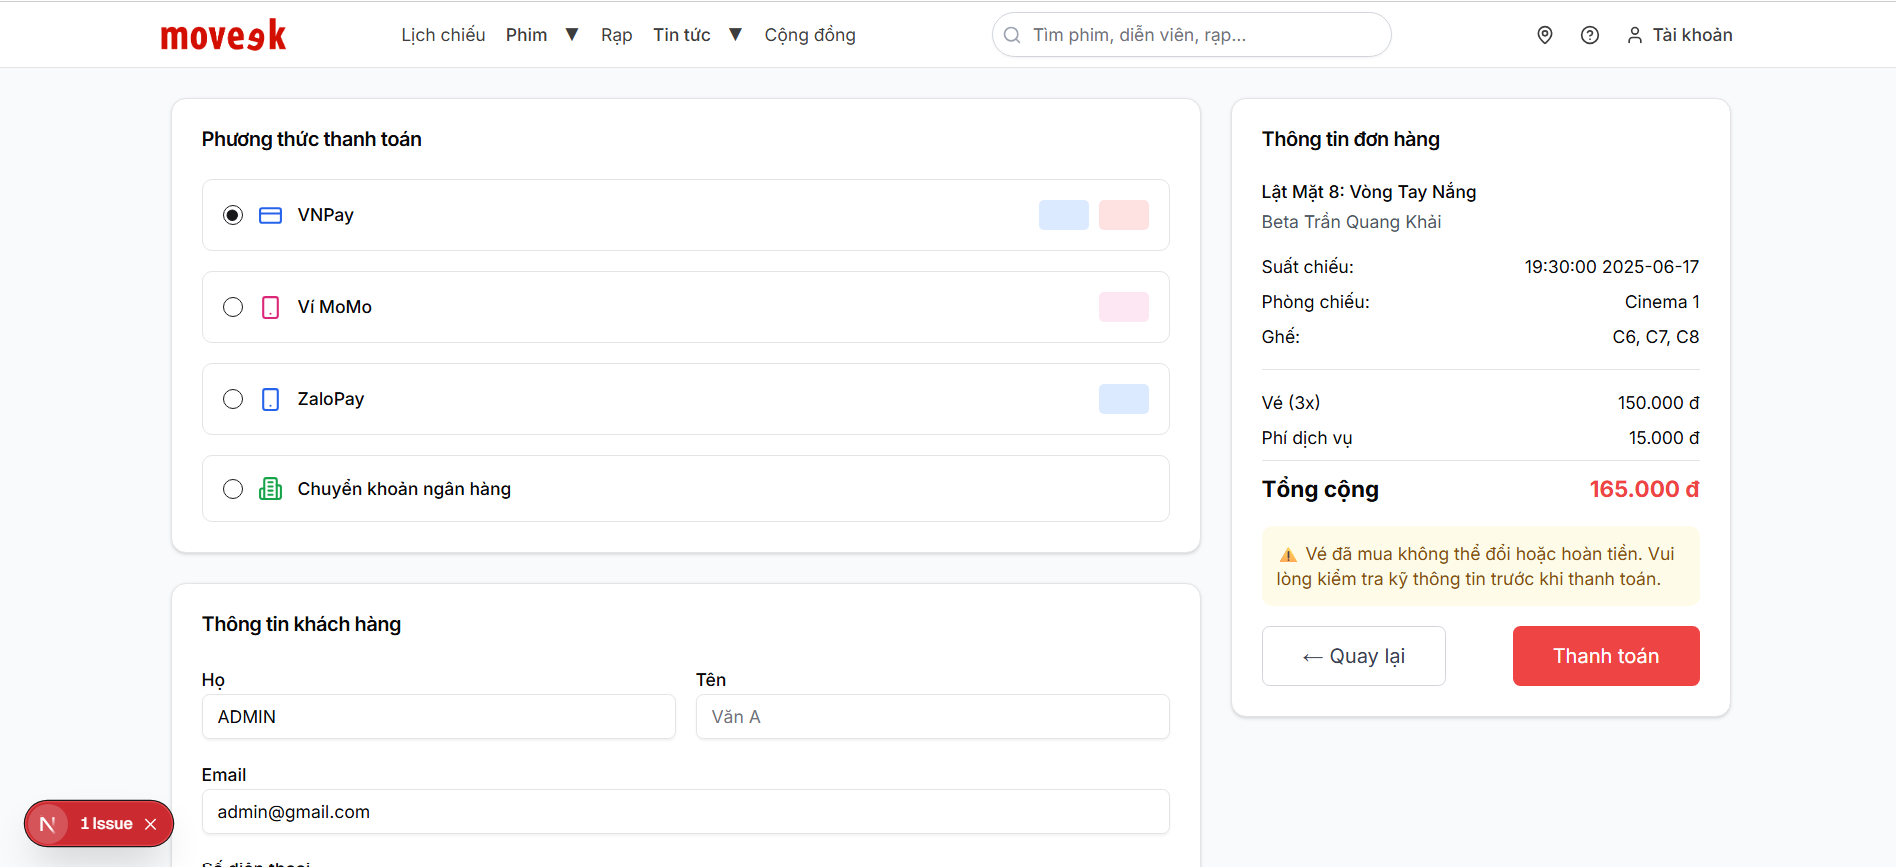 moveek
Lịch chiếu Phim ▼ Rạp Tin tức ▼ Cộng đồng
Tìm phim, diễn viên, rạp...
Tài khoản
Phương thức thanh toán
VNPay
Ví MoMo
ZaloPay
Chuyển khoản ngân hàng
Thông tin khách hàng
Họ
ADMIN
Tên
Văn A
Email
admin@gmail.com
Số điện thoại
Thông tin đơn hàng
Lật Mặt 8: Vòng Tay Nắng
Beta Trần Quang Khải
Suất chiếu: 19:30:00 2025-06-17
Phòng chiếu: Cinema 1
Ghế: C6, C7, C8
Vé (3x) 150.000 đ
Phí dịch vụ 15.000 đ
Tổng cộng 165.000 đ
⚠ Vé đã mua không thể đổi hoặc hoàn tiền. Vui
lòng kiểm tra kỹ thông tin trước khi thanh toán.
← Quay lại
Thanh toán
N 1 Issue ×